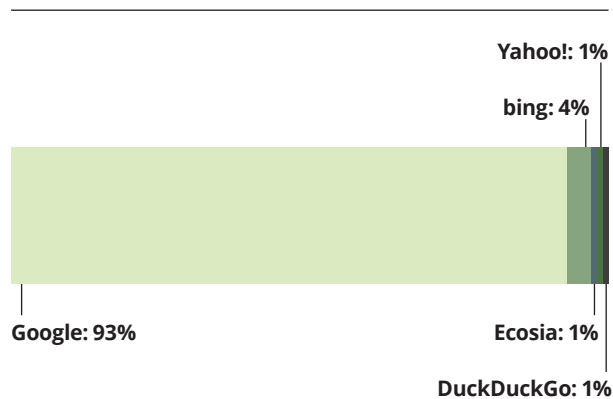 Yahoo!: 1%
bing: 4%
Google: 93%
Ecosia: 1%
DuckDuckGo: 1%